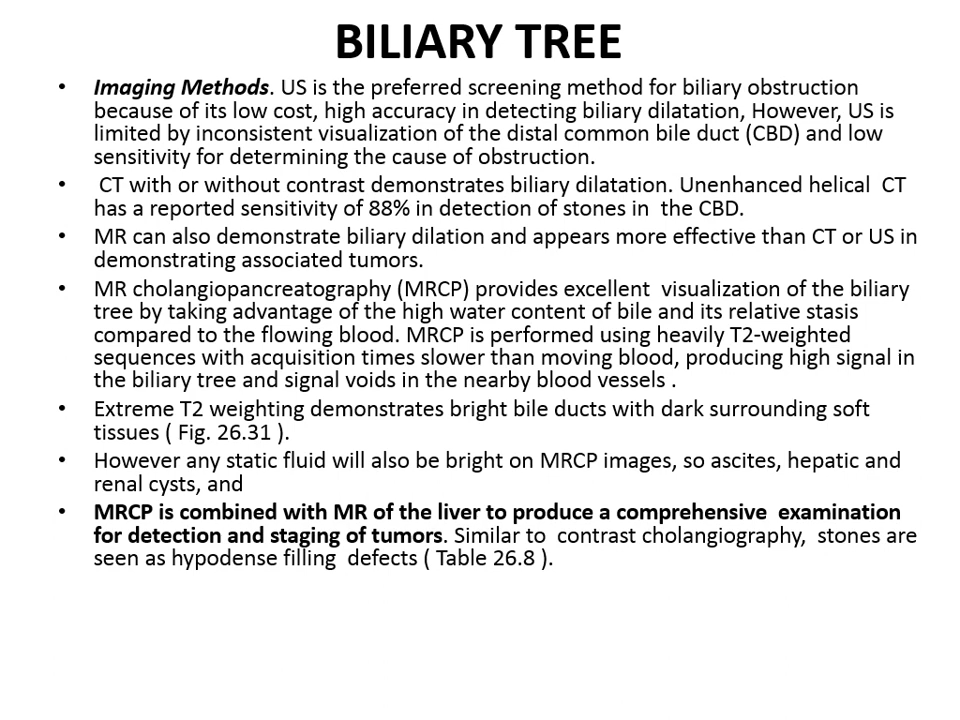 BILIARY TREE
• Imaging Methods. US is the preferred screening method for biliary obstruction
because of its low cost, high accuracy in detecting biliary dilatation, However, US is
limited by inconsistent visualization of the distal common bile duct (CBD) and low
sensitivity for determining the cause of obstruction.
• CT with or without contrast demonstrates biliary dilatation. Unenhanced helical CT
has a reported sensitivity of 88% in detection of stones in the CBD.
• MR can also demonstrate biliary dilation and appears more effective than CT or US in
demonstrating associated tumors.
• MR cholangiopancreatography (MRCP) provides excellent visualization of the biliary
tree by taking advantage of the high water content of bile and its relative stasis
compared to the flowing blood. MRCP is performed using heavily T2-weighted
sequences with acquisition times slower than moving blood, producing high signal in
the biliary tree and signal voids in the nearby blood vessels .
• Extreme T2 weighting demonstrates bright bile ducts with dark surrounding soft
tissues ( Fig. 26.31 ).
• However any static fluid will also be bright on MRCP images, so ascites, hepatic and
renal cysts, and
• MRCP is combined with MR of the liver to produce a comprehensive examination
for detection and staging of tumors. Similar to contrast cholangiography, stones are
seen as hypodense filling defects ( Table 26.8 ).